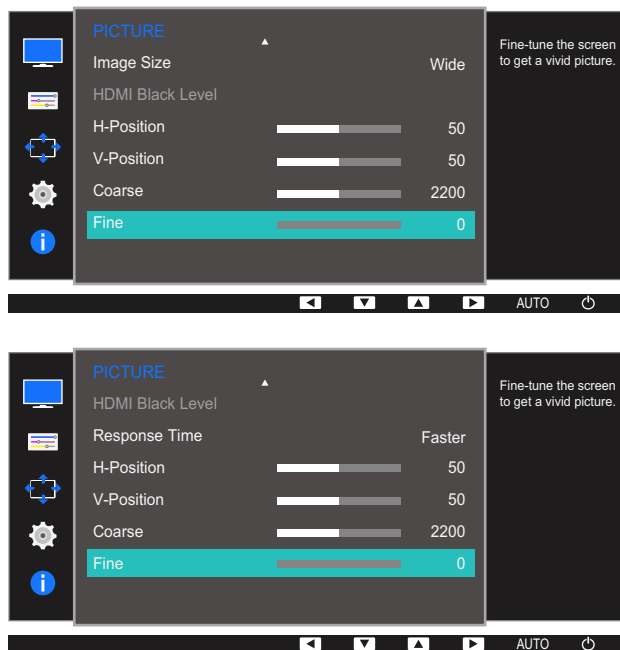 PICTURE
Image Size Wide
HDMI Black Level
H-Position 50
V-Position 50
Coarse 2200
Fine 0
Fine-tune the screen
to get a vivid picture.
AUTO
PICTURE
HDMI Black Level
Response Time Faster
H-Position 50
V-Position 50
Coarse 2200
Fine 0
Fine-tune the screen
to get a vivid picture.
AUTO